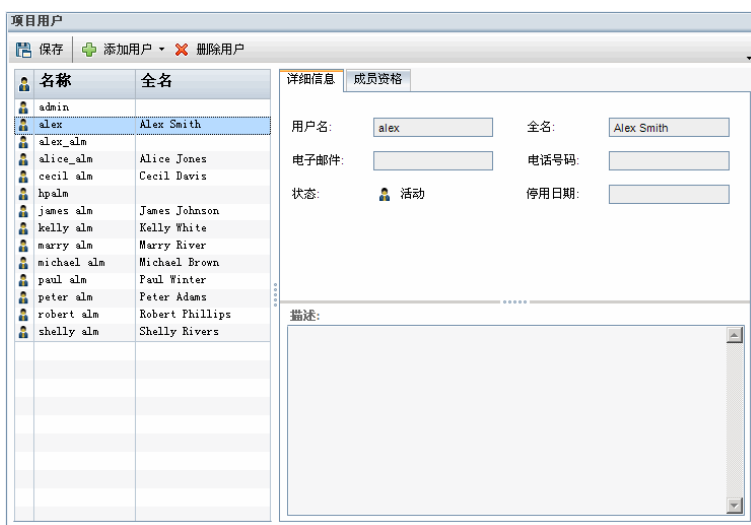 项目用户
保存 添加用户 删除用户
名称 全名
admin
alex Alex Smith
alex_alm
alice_alm Alice Jones
cecil alm Cecil Davis
hpalm
james alm James Johnson
kelly alm Kelly White
marry alm Marry River
michael alm Michael Brown
paul alm Paul Winter
peter alm Peter Adams
robert alm Robert Phillips
shelly alm Shelly Rivers
详细信息 成员资格
用户名: alex 全名: Alex Smith
电子邮件: 电话号码:
状态: 活动 停用日期:
描述: